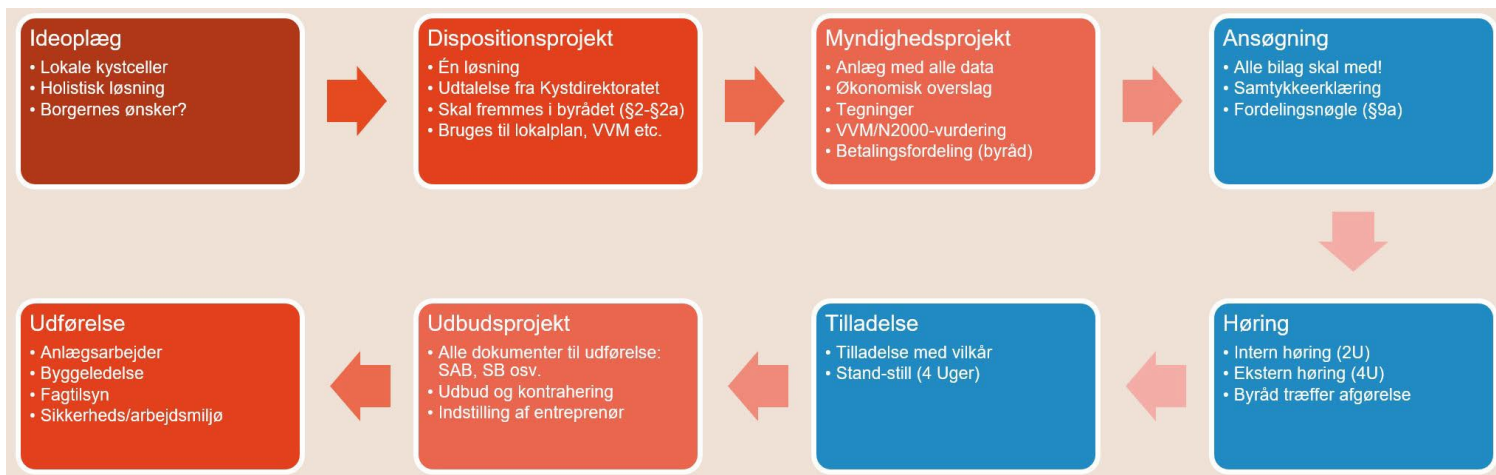 Ideoplæg
• Lokale kystceller
• Holistisk løsning
• Borgernes ønsker?
Dispositionsprojekt
• Én løsning
• Udtalelse fra Kystdirektoratet
• Skal fremmes i byrådet (§2-§2a)
• Bruges til lokalplan, VVM etc.
Myndighedsprojekt
• Anlæg med alle data
• Økonomisk overslag
• Tegninger
• VVM/N2000-vurdering
• Betalingsfordeling (byråd)
Ansøgning
• Alle bilag skal med!
• Samtykkeerklæring
• Fordelingsnøgle (§9a)
Høring
• Intern høring (2U)
• Ekstern høring (4U)
• Byråd træffer afgørelse
Tilladelse
• Tilladelse med vilkår
• Stand-still (4 Uger)
Udbudsprojekt
• Alle dokumenter til udførelse:
SAB, SB osv.
• Udbud og kontrahering
• Indstilling af entreprenør
Udførelse
• Anlægsarbejder
• Byggeledelse
• Fagtilsyn
• Sikkerheds/arbejdsmiljø